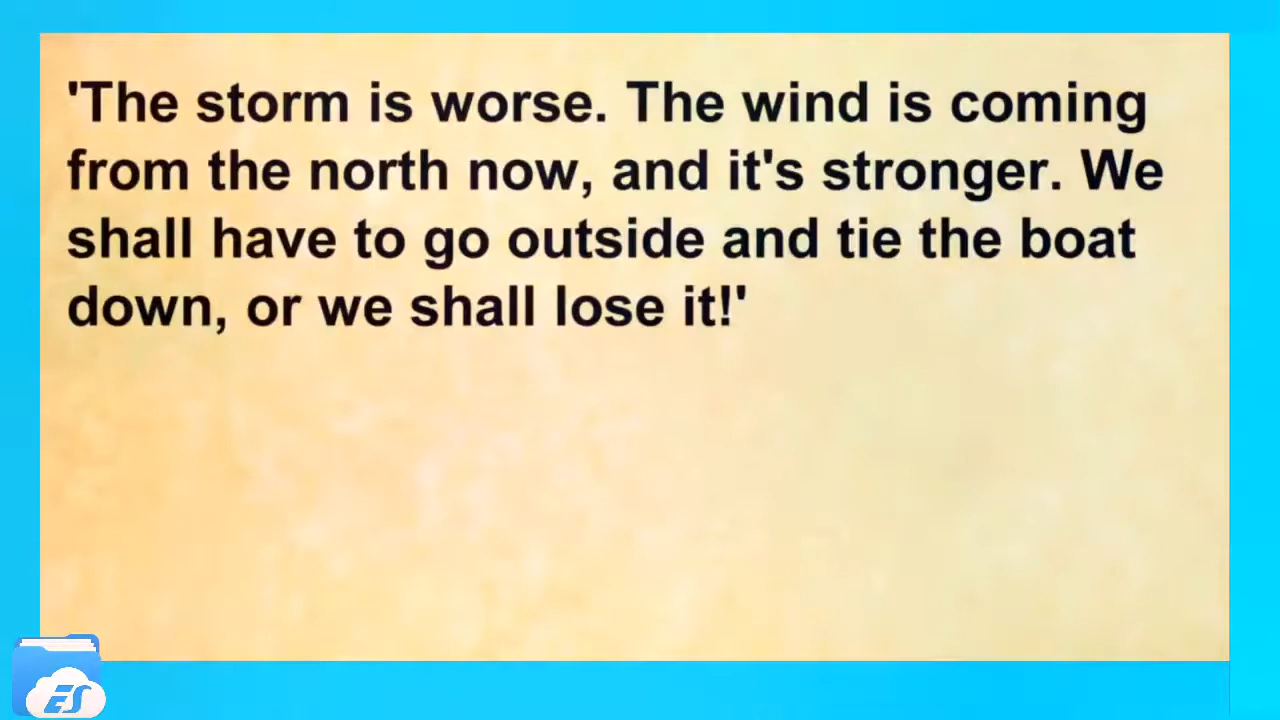 'The storm is worse. The wind is coming
from the north now, and it's stronger. We
shall have to go outside and tie the boat
down, or we shall lose it!'
ES